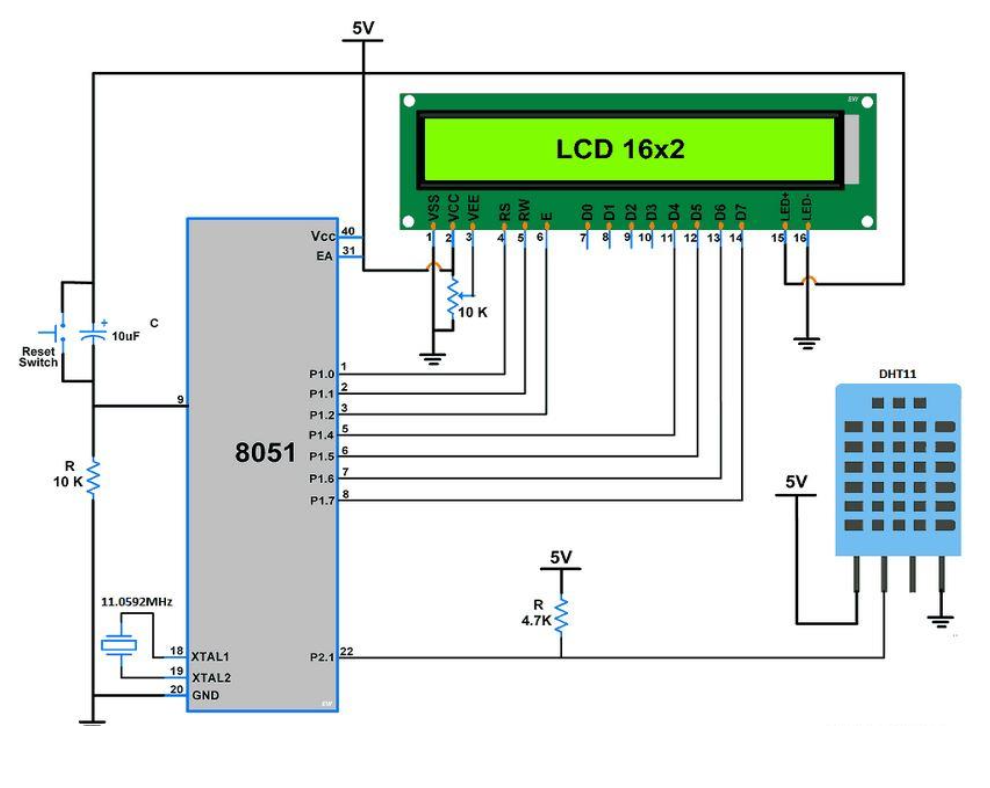 5V
EW
LCD 16x2
VSS VCC VEE RS RW E D0 D1 D2 D3 D4 D5 D6 D7 LED+ LED-
1 2 3 4 5 6 7 8 9 10 11 12 13 14 15 16
Vcc 40
EA 31
10 K
+
C
10uF
Reset
Switch
DHT11
9
P1.0 1
P1.1 2
P1.2 3
P1.4 5
P1.5 6
P1.6 7
P1.7 8
8051
R
10 K
5V
5V
R
4.7K
11.0592MHz
18 XTAL1
19 XTAL2
20 GND
P2.1 22
EW